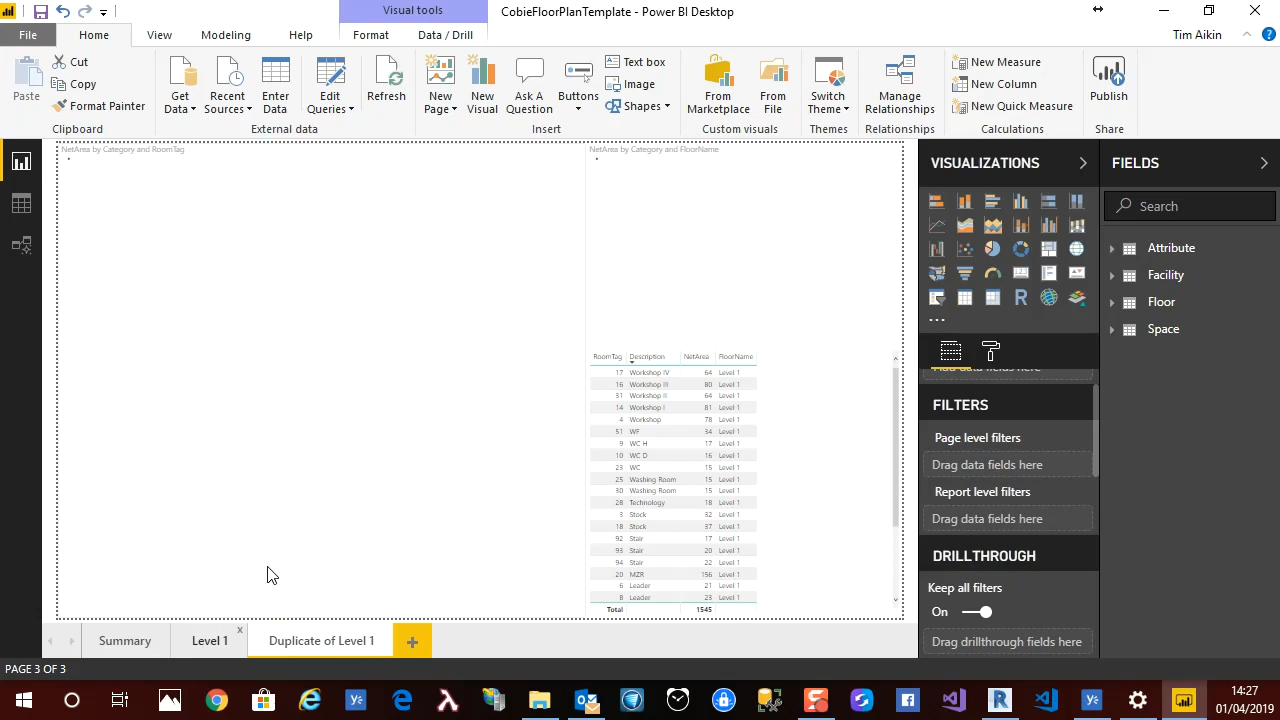 Visual tools
CobieFloorPlanTemplate - Power BI Desktop
File
Home
View
Modeling
Help
Format
Data / Drill
Tim Aikin
Paste
Cut
Copy
Format Painter
Clipboard
Get Data
Recent Sources
Enter Data
Edit Queries
Refresh
External data
New Page
New Visual
Ask A Question
Buttons
Text box
Image
Shapes
Insert
From Marketplace
From File
Custom visuals
Switch Theme
Themes
Manage Relationships
Relationships
New Measure
New Column
New Quick Measure
Calculations
Publish
Share
NetArea by Category and RoomTag
NetArea by Category and FloorName
RoomTag Description NetArea FloorName
17 Workshop IV 64 Level 1
16 Workshop III 80 Level 1
31 Workshop II 64 Level 1
14 Workshop I 81 Level 1
4 Workshop 78 Level 1
51 WF 34 Level 1
9 WC H 17 Level 1
10 WC D 16 Level 1
23 WC 15 Level 1
25 Washing Room 15 Level 1
30 Washing Room 15 Level 1
28 Technology 18 Level 1
3 Stock 32 Level 1
18 Stock 37 Level 1
92 Stair 17 Level 1
93 Stair 20 Level 1
94 Stair 22 Level 1
20 MZR 156 Level 1
6 Leader 21 Level 1
8 Leader 23 Level 1
Total 1545
VISUALIZATIONS
R
Add data fields here
FILTERS
Page level filters
Drag data fields here
Report level filters
Drag data fields here
DRILLTHROUGH
Keep all filters
On
Drag drillthrough fields here
FIELDS
Search
Attribute
Facility
Floor
Space
Summary
Level 1
Duplicate of Level 1
PAGE 3 OF 3
14:27
01/04/2019